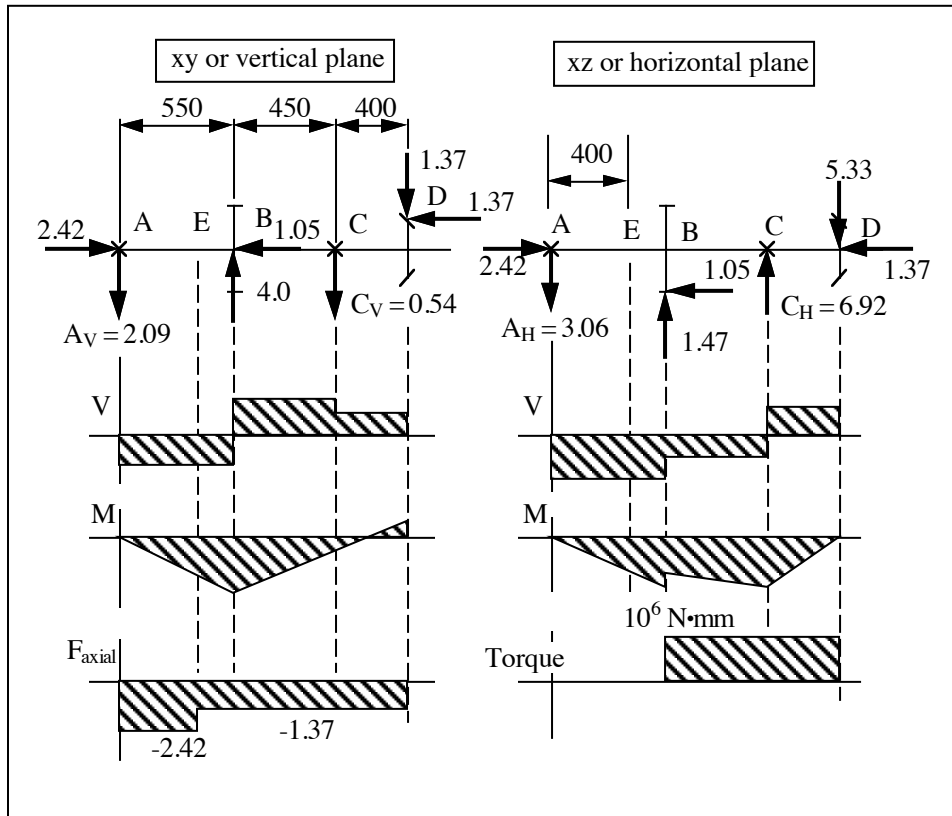 xy or vertical plane
550
450
400
1.37
D
1.37
2.42
A
E
B
1.05
C
4.0
A_V = 2.09
C_V = 0.54
V
M
F_axial
-2.42
-1.37
xz or horizontal plane
400
5.33
A
E
B
C
D
2.42
1.05
1.37
A_H = 3.06
C_H = 6.92
1.47
V
M
10^6 N•mm
Torque